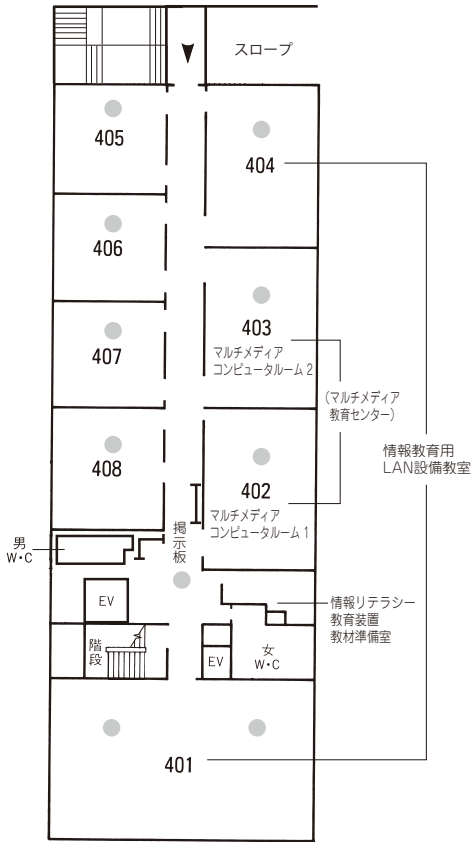 スロープ
405
404
406
403
マルチメディア
コンピュータルーム2
407
(マルチメディア
教育センター)
408
402
マルチメディア
コンピュータルーム1
情報教育用
LAN設備教室
掲示板
男
W・C
EV
情報リテラシー
教育装置
教材準備室
階段
EV
女
W・C
401